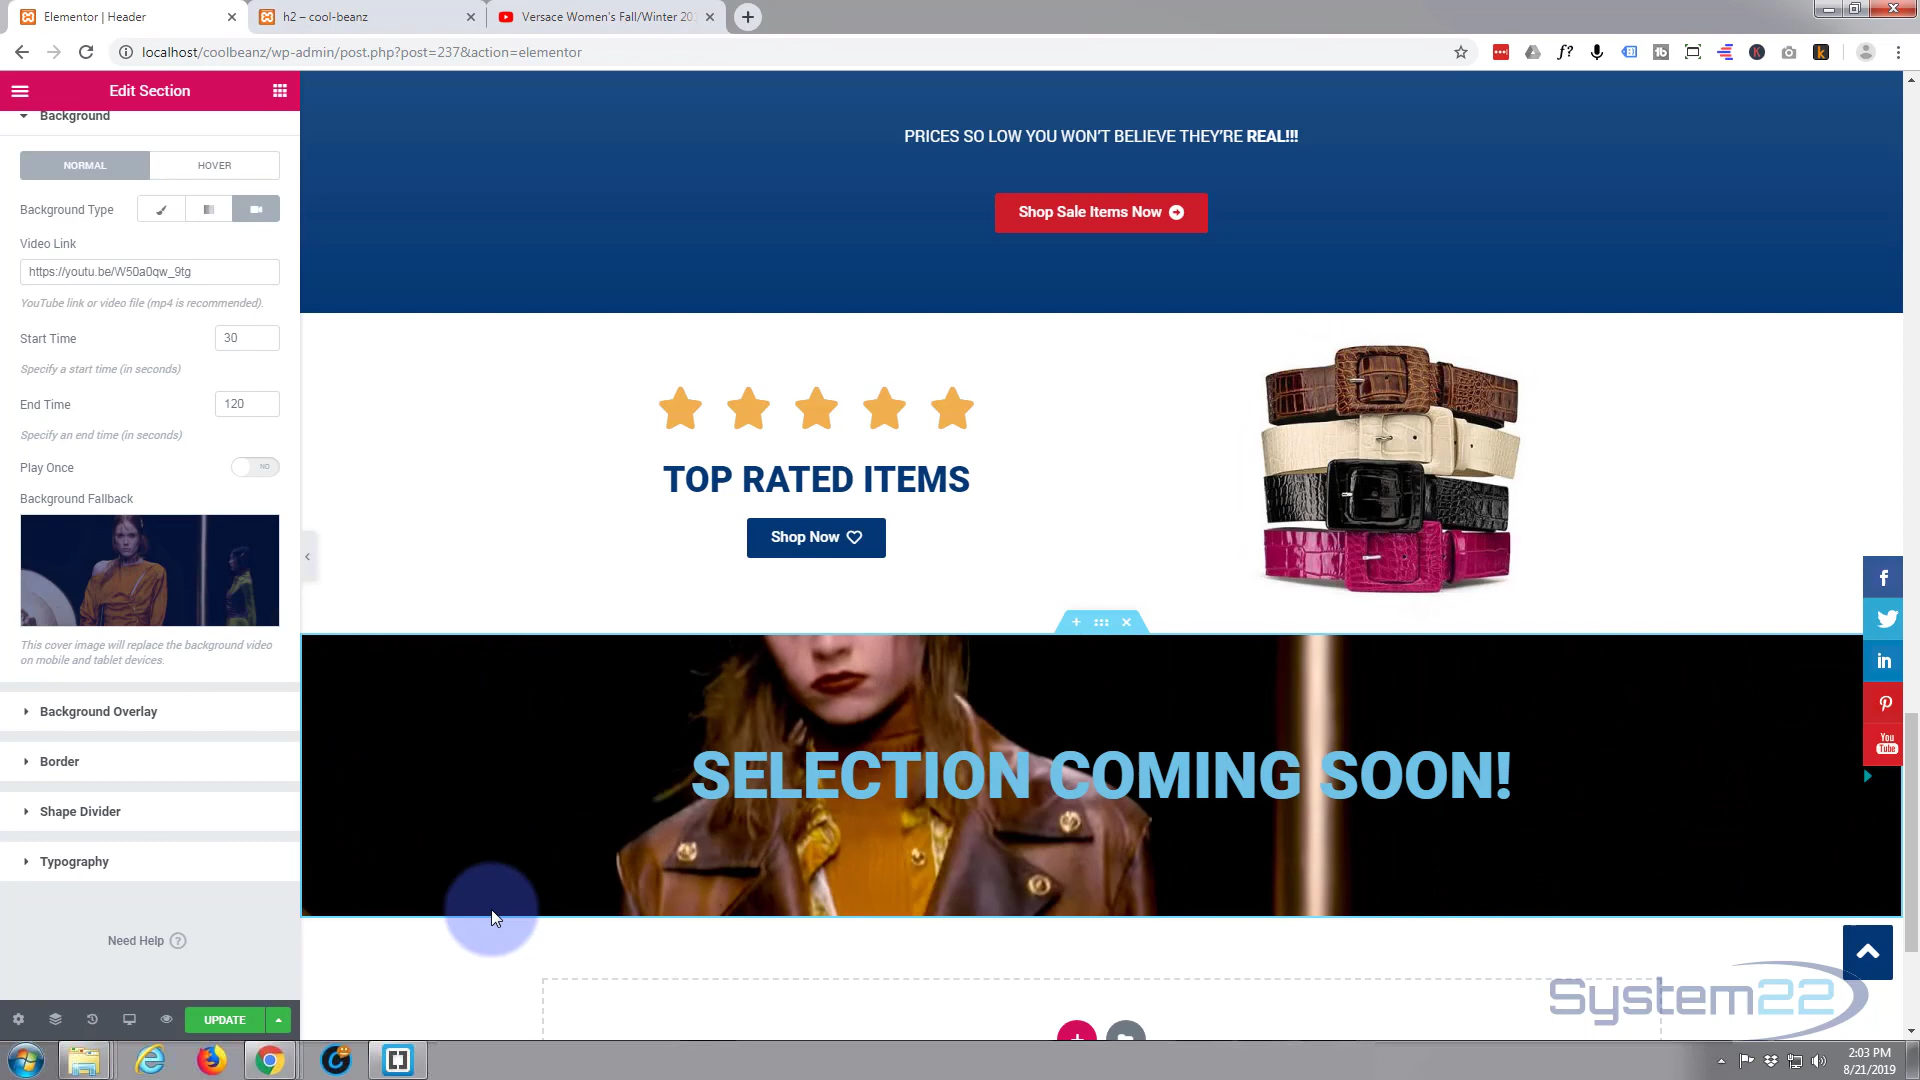 Elementor | Header
h2 – cool-beanz
Versace Women's Fall/Winter 20
localhost/coolbeanz/wp-admin/post.php?post=237&action=elementor
Edit Section
Background
NORMAL
HOVER
Background Type
Video Link
https://youtu.be/W50a0qw_9tg
YouTube link or video file (mp4 is recommended).
Start Time
30
Specify a start time (in seconds)
End Time
120
Specify an end time (in seconds)
Play Once
NO
Background Fallback
This cover image will replace the background video
on mobile and tablet devices.
Background Overlay
Border
Shape Divider
Typography
Need Help ?
UPDATE
PRICES SO LOW YOU WON'T BELIEVE THEY'RE REAL!!!
Shop Sale Items Now
TOP RATED ITEMS
Shop Now
SELECTION COMING SOON!
You
Tube
System22
2:03 PM
8/21/2019